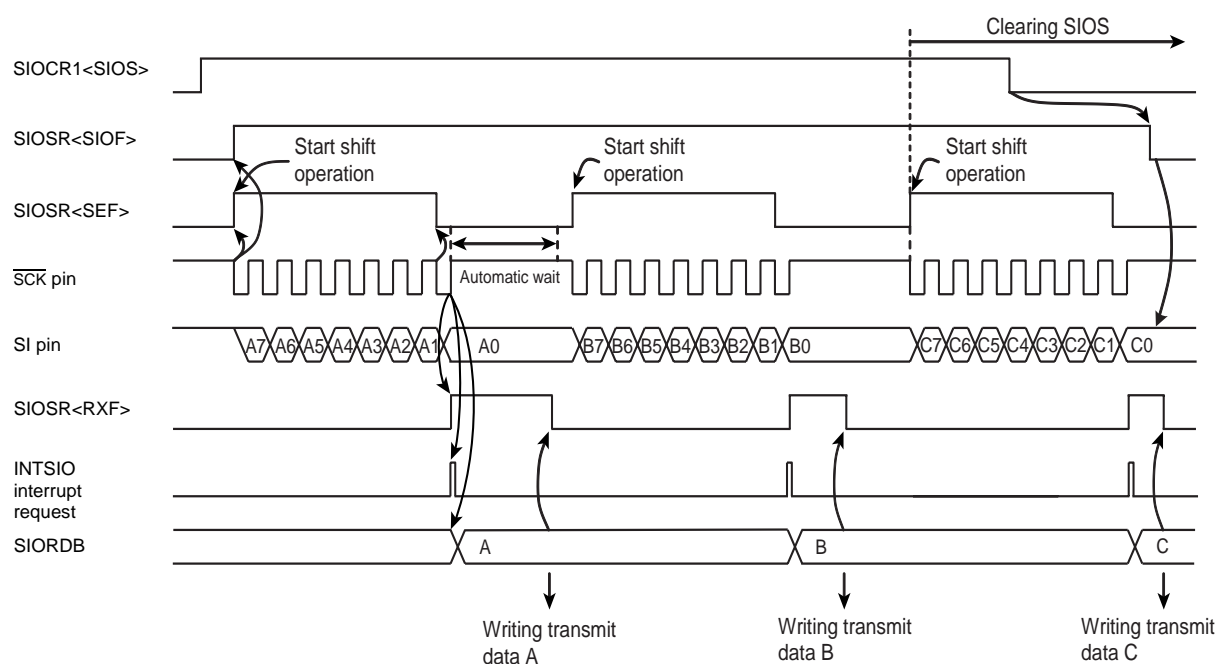 Clearing SIOS
SIOCR1<SIOS>
SIOSR<SIOF>
Start shift
operation
Start shift
operation
Start shift
operation
SIOSR<SEF>
SCK pin
Automatic wait
SI pin
A7 A6 A5 A4 A3 A2 A1 A0 B7 B6 B5 B4 B3 B2 B1 B0 C7 C6 C5 C4 C3 C2 C1 C0
SIOSR<RXF>
INTSIO
interrupt
request
SIORDB
A B C
Writing transmit
data A
Writing transmit
data B
Writing transmit
data C